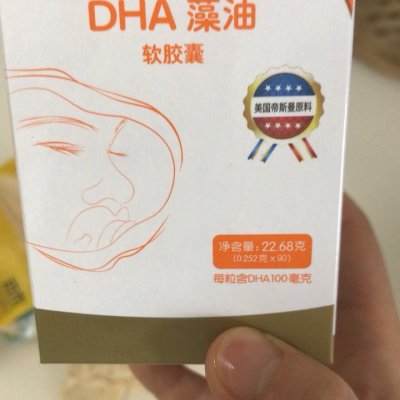 DHA 藻油
软胶囊
美国帝斯曼原料
净含量：22.68克
(0.252克 x 90)
每粒含DHA100毫克